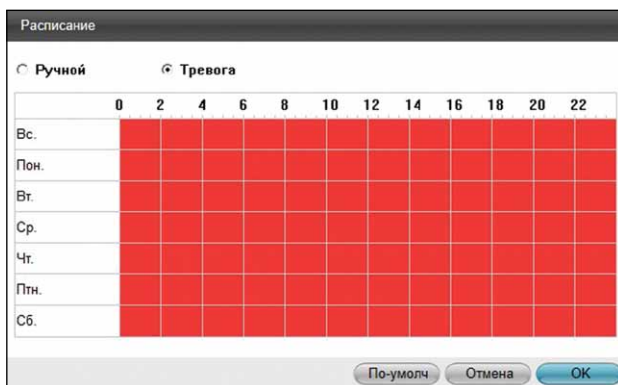 Расписание
Ручной Тревога
0 2 4 6 8 10 12 14 16 18 20 22
Вс.
Пон.
Вт.
Ср.
Чт.
Птн.
Сб.
По-умолч Отмена OK